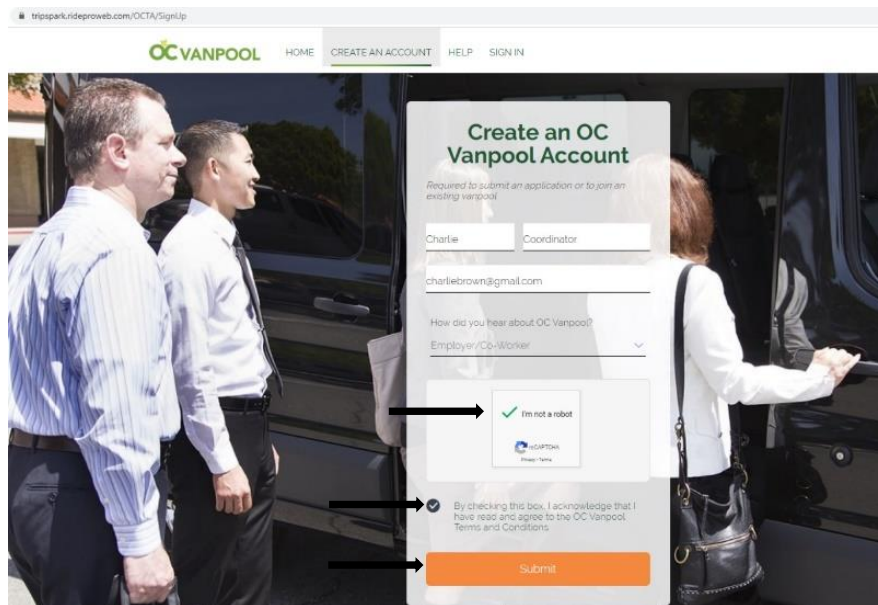 tripspark.rideproweb.com/OCTA/SignUp
OC VANPOOL HOME CREATE AN ACCOUNT HELP SIGN IN
Create an OC
Vanpool Account
Required to submit an application or to join an
existing vanpool
Charlie Coordinator
charliebrown@gmail.com
How did you hear about OC Vanpool?
Employer/Co-Worker
I'm not a robot
reCAPTCHA
Privacy - Terms
By checking this box, I acknowledge that I
have read and agree to the OC Vanpool
Terms and Conditions
Submit